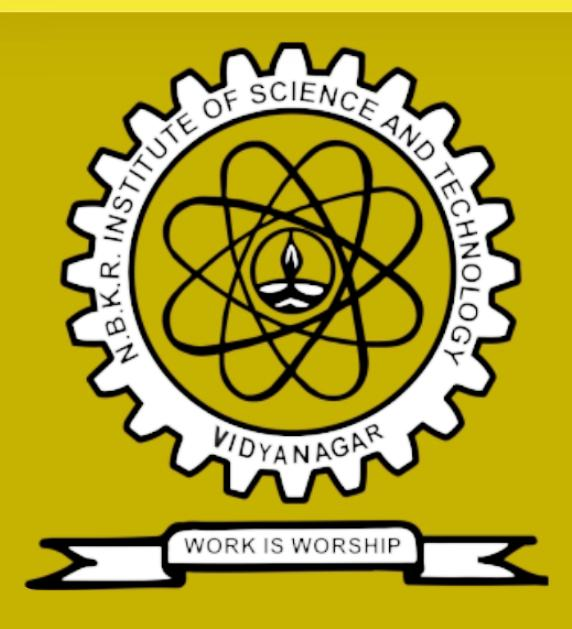 N.B.K.R. INSTITUTE OF SCIENCE AND TECHNOLOGY
VIDYANAGAR
WORK IS WORSHIP